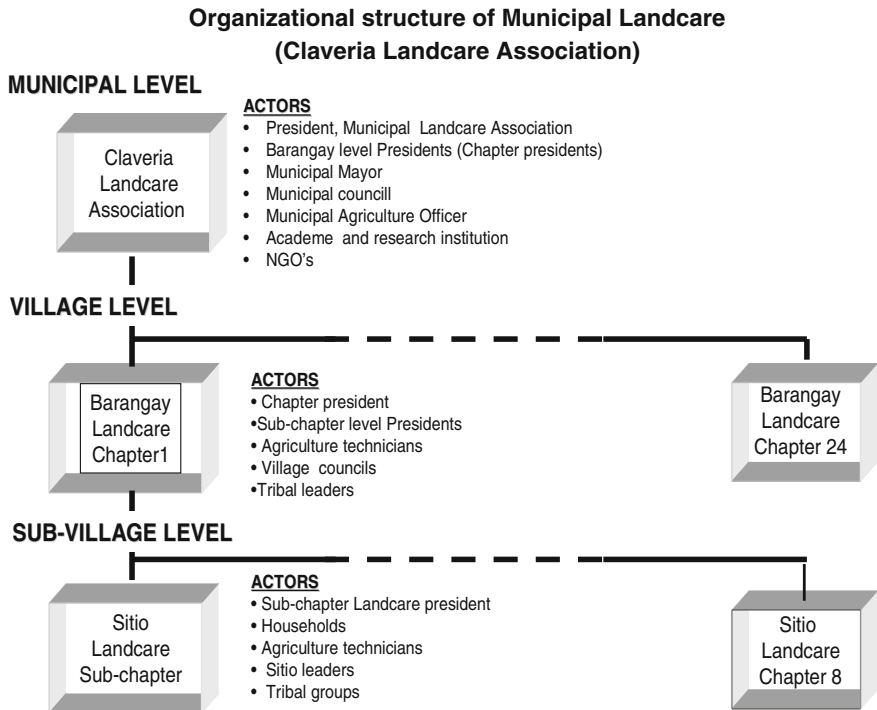 Organizational structure of Municipal Landcare
(Claveria Landcare Association)
MUNICIPAL LEVEL
Claveria
Landcare
Association
ACTORS
• President, Municipal Landcare Association
• Barangay level Presidents (Chapter presidents)
• Municipal Mayor
• Municipal councill
• Municipal Agriculture Officer
• Academe and research institution
• NGO's
VILLAGE LEVEL
Barangay
Landcare
Chapter1
ACTORS
• Chapter president
•Sub-chapter level Presidents
• Agriculture technicians
• Village councils
•Tribal leaders
Barangay
Landcare
Chapter 24
SUB-VILLAGE LEVEL
Sitio
Landcare
Sub-chapter
ACTORS
• Sub-chapter Landcare president
• Households
• Agriculture technicians
• Sitio leaders
• Tribal groups
Sitio
Landcare
Chapter 8